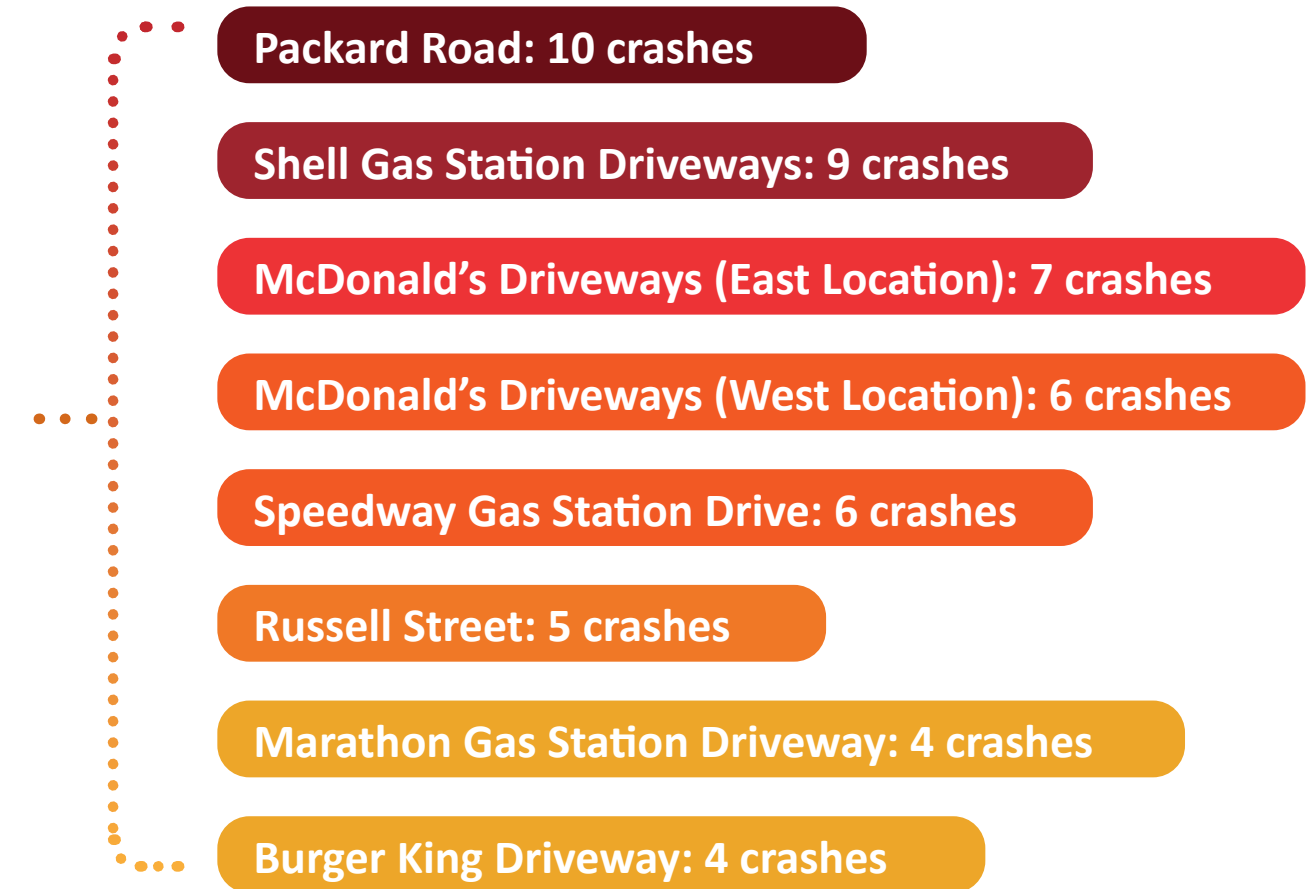 Packard Road: 10 crashes
Shell Gas Station Driveways: 9 crashes
McDonald’s Driveways (East Location): 7 crashes
McDonald’s Driveways (West Location): 6 crashes
Speedway Gas Station Drive: 6 crashes
Russell Street: 5 crashes
Marathon Gas Station Driveway: 4 crashes
Burger King Driveway: 4 crashes